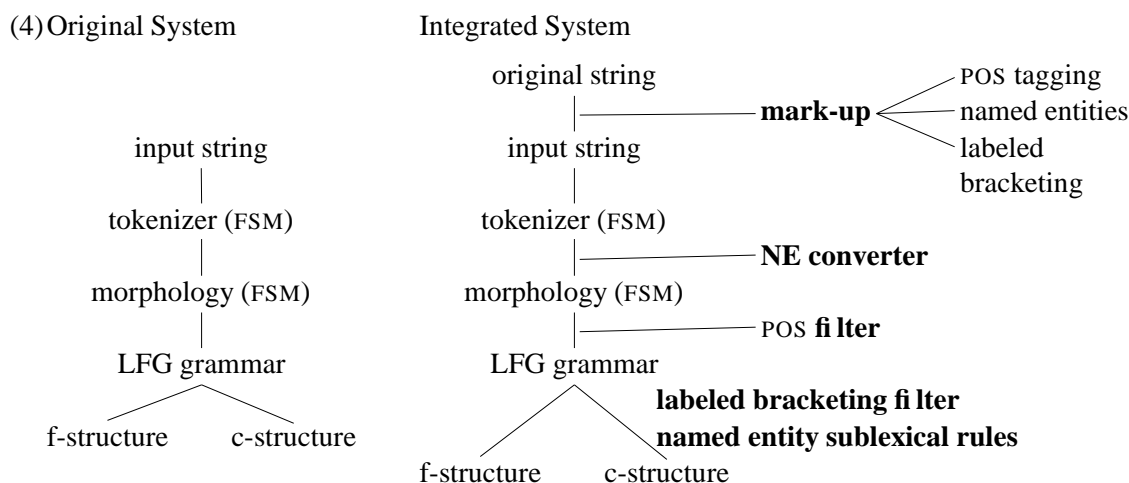 (4) Original System Integrated System
original string
POS tagging
mark-up named entities
input string input string labeled
bracketing
tokenizer (FSM) tokenizer (FSM)
NE converter
morphology (FSM) morphology (FSM)
POS filter
LFG grammar LFG grammar
labeled bracketing filter
f-structure c-structure named entity sublexical rules
f-structure c-structure